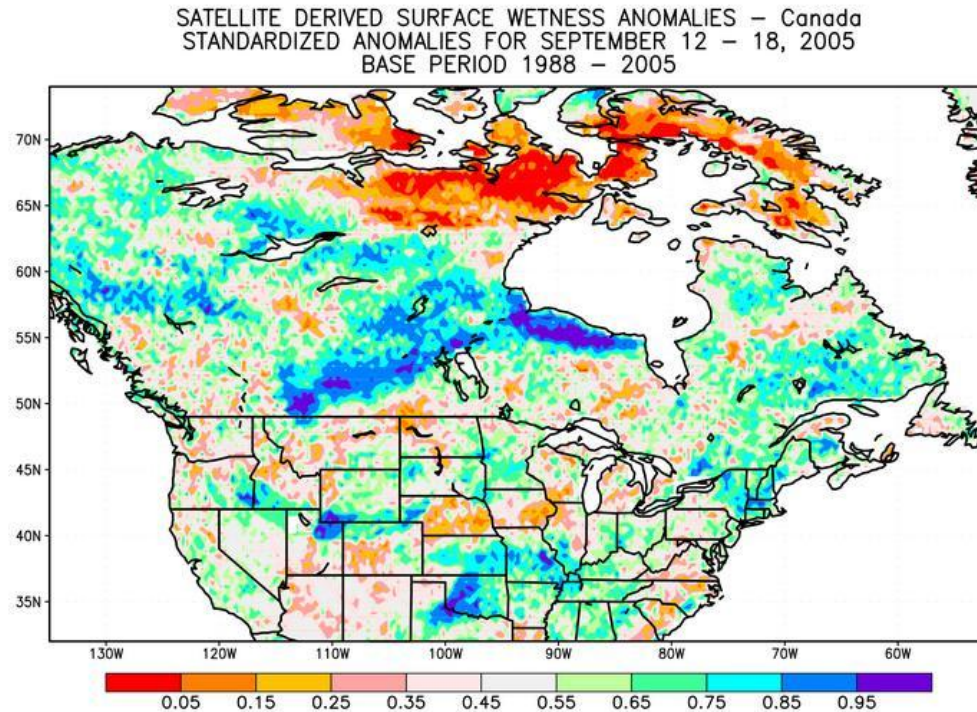 SATELLITE DERIVED SURFACE WETNESS ANOMALIES – Canada
STANDARDIZED ANOMALIES FOR SEPTEMBER 12 – 18, 2005
BASE PERIOD 1988 – 2005
70N
65N
60N
55N
50N
45N
40N
35N
130W 120W 110W 100W 90W 80W 70W 60W
0.05 0.15 0.25 0.35 0.45 0.55 0.65 0.75 0.85 0.95